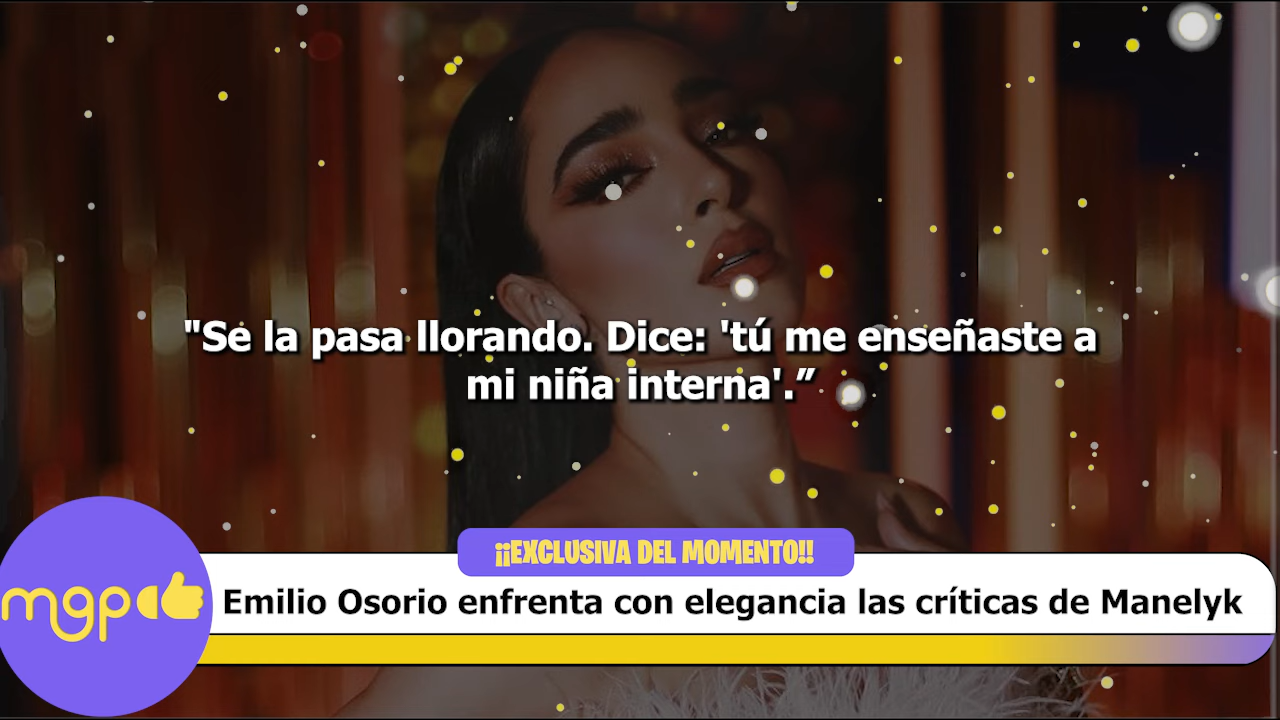 "Se la pasa llorando. Dice: 'tú me enseñaste a
mi niña interna'.”
¡¡EXCLUSIVA DEL MOMENTO!!
mgp
Emilio Osorio enfrenta con elegancia las críticas de Manelyk